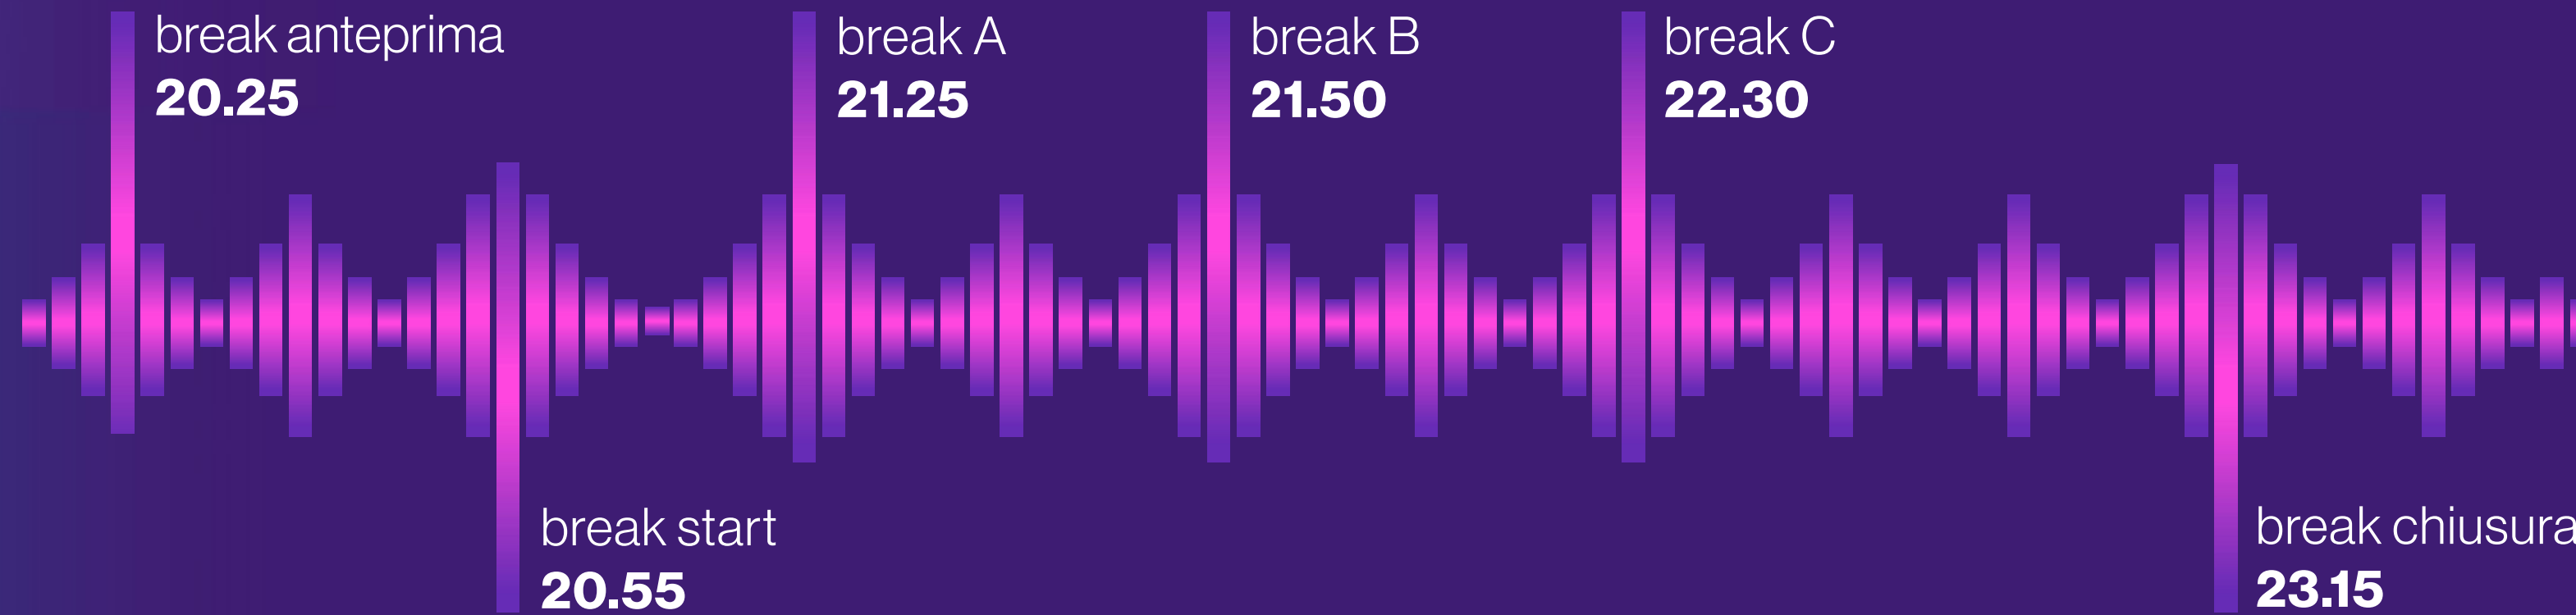 break anteprima
20.25
break start
20.55
break A
21.25
break B
21.50
break C
22.30
break chiusura
23.15